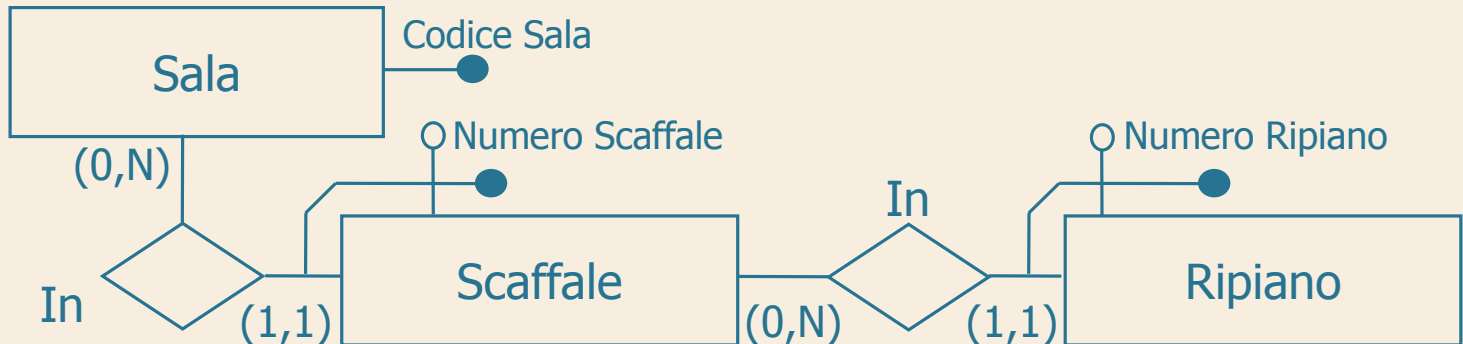 Codice Sala
Sala
(0,N)
Numero Scaffale
Numero Ripiano
In
Scaffale
Ripiano
In
(1,1)
(0,N)
(1,1)